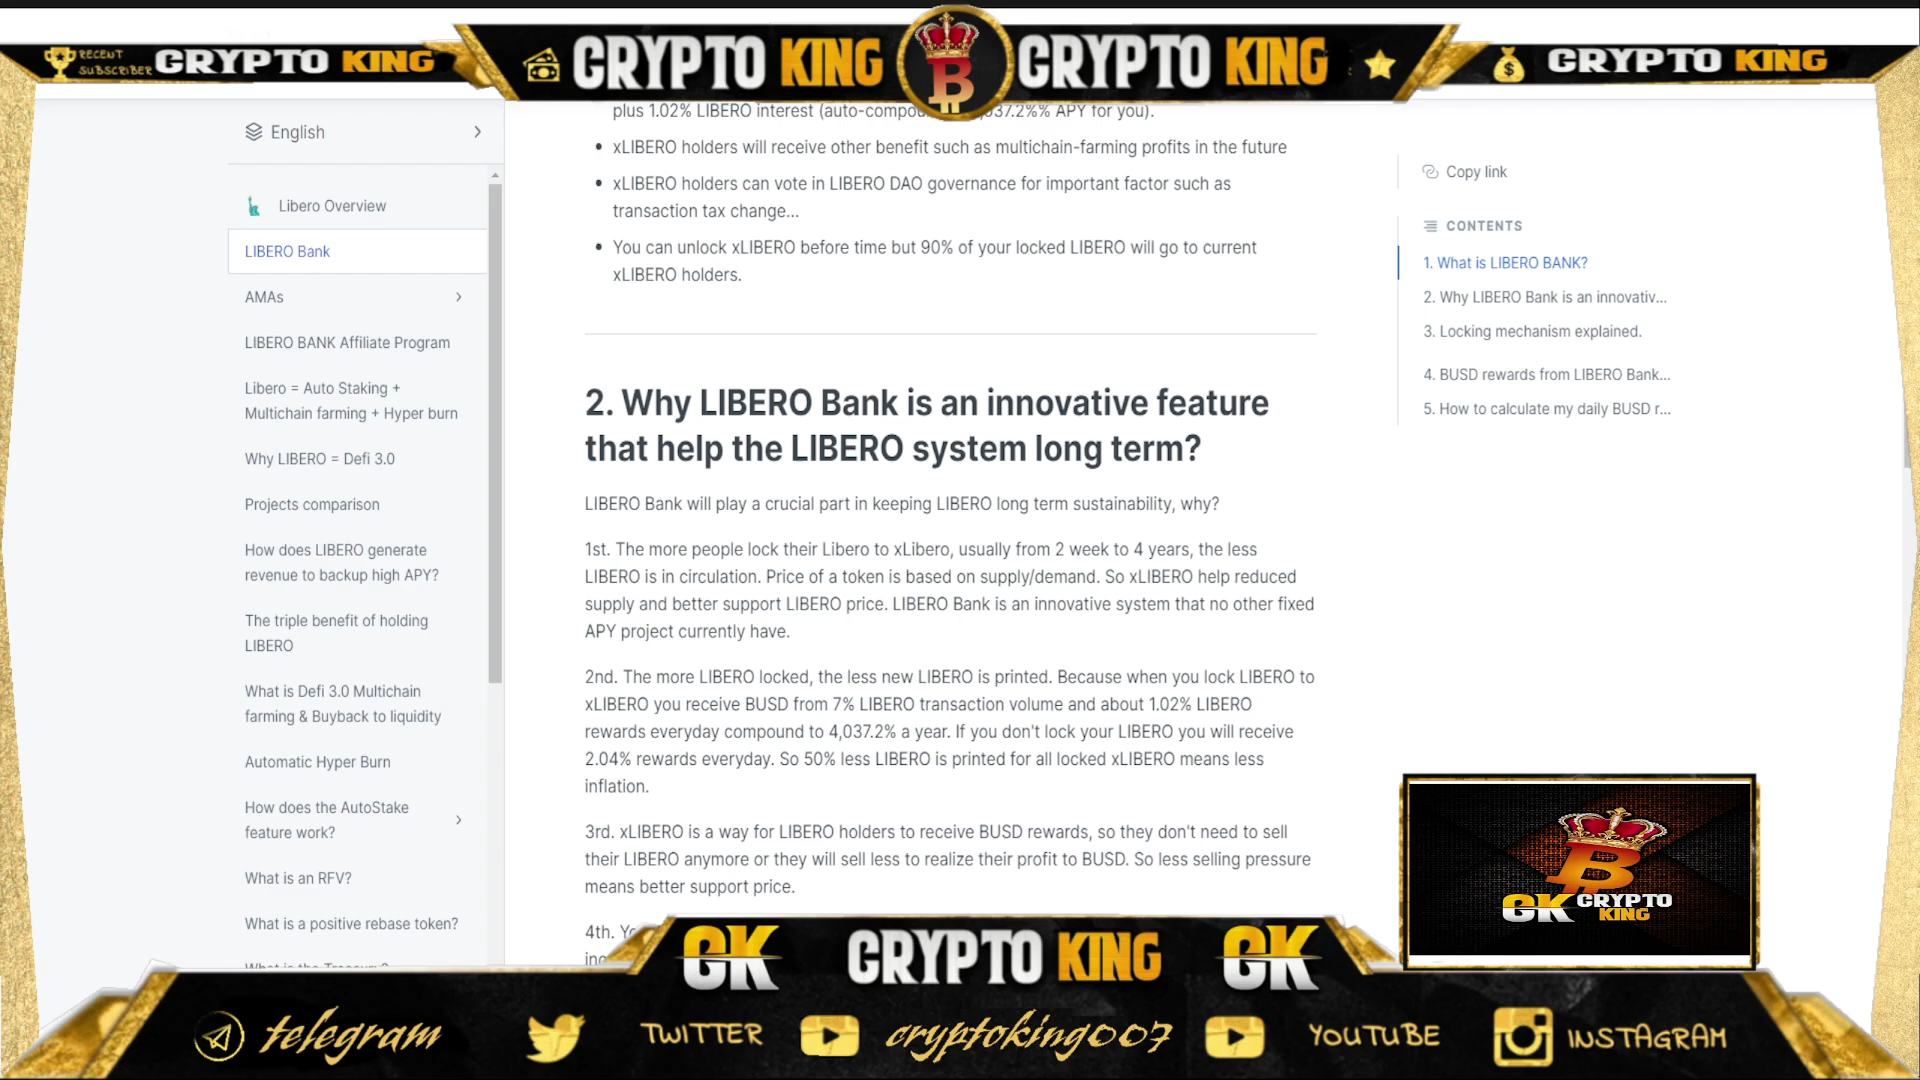 RECENT
SUBSCRIBER
CRYPTO KING
CRYPTO KING
CRYPTO KING
CRYPTO KING
English
Libero Overview
LIBERO Bank
AMAs
LIBERO BANK Affiliate Program
Libero = Auto Staking +
Multichain farming + Hyper burn
Why LIBERO = Defi 3.0
Projects comparison
How does LIBERO generate
revenue to backup high APY?
The triple benefit of holding
LIBERO
What is Defi 3.0 Multichain
farming & Buyback to liquidity
Automatic Hyper Burn
How does the AutoStake
feature work?
What is an RFV?
What is a positive rebase token?
What is the Treasury?
plus 1.02% LIBERO interest (auto-compou 037.2%% APY for you).
• xLIBERO holders will receive other benefit such as multichain-farming profits in the future
• xLIBERO holders can vote in LIBERO DAO governance for important factor such as
transaction tax change...
• You can unlock xLIBERO before time but 90% of your locked LIBERO will go to current
xLIBERO holders.
2. Why LIBERO Bank is an innovative feature
that help the LIBERO system long term?
LIBERO Bank will play a crucial part in keeping LIBERO long term sustainability, why?
1st. The more people lock their Libero to xLibero, usually from 2 week to 4 years, the less
LIBERO is in circulation. Price of a token is based on supply/demand. So xLIBERO help reduced
supply and better support LIBERO price. LIBERO Bank is an innovative system that no other fixed
APY project currently have.
2nd. The more LIBERO locked, the less new LIBERO is printed. Because when you lock LIBERO to
xLIBERO you receive BUSD from 7% LIBERO transaction volume and about 1.02% LIBERO
rewards everyday compound to 4,037.2% a year. If you don't lock your LIBERO you will receive
2.04% rewards everyday. So 50% less LIBERO is printed for all locked xLIBERO means less
inflation.
3rd. xLIBERO is a way for LIBERO holders to receive BUSD rewards, so they don't need to sell
their LIBERO anymore or they will sell less to realize their profit to BUSD. So less selling pressure
means better support price.
4th.
Copy link
CONTENTS
1. What is LIBERO BANK?
2. Why LIBERO Bank is an innovativ...
3. Locking mechanism explained.
4. BUSD rewards from LIBERO Bank...
5. How to calculate my daily BUSD r...
CK CRYPTO
KING
CK CRYPTO KING CK
telegram
TWITTER
cryptoking007
YOUTUBE
INSTAGRAM